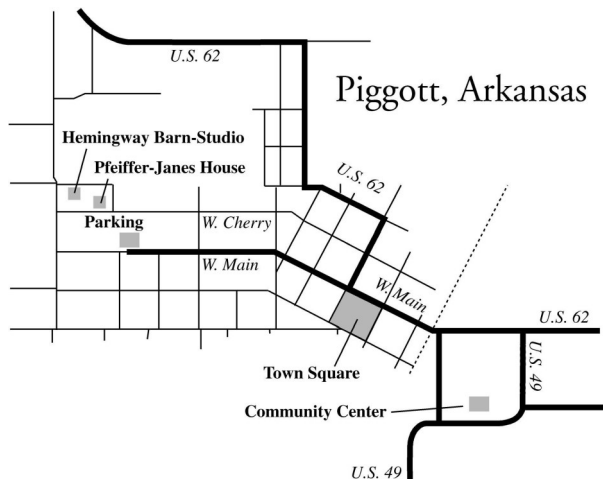 U.S. 62
Piggott, Arkansas
Hemingway Barn-Studio
Pfeiffer-Janes House
U.S. 62
Parking
W. Cherry
W. Main
W. Main
U.S. 62
Town Square
U.S. 49
Community Center
U.S. 49